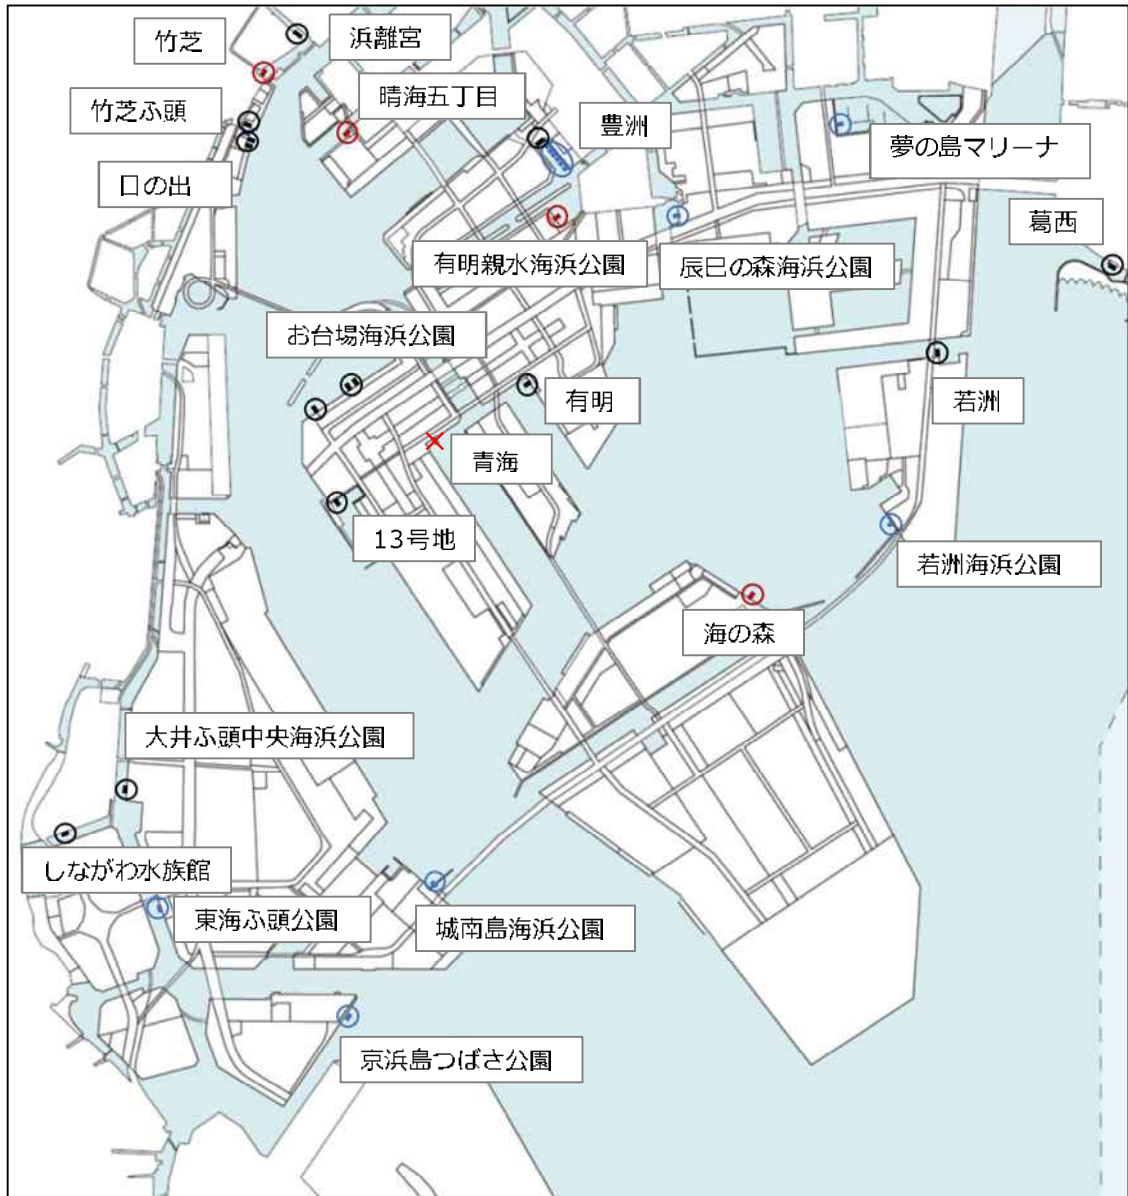 竹芝
浜離宮
晴海五丁目
竹芝ふ頭
豊洲
夢の島マリーナ
日の出
葛西
有明親水海浜公園
辰巳の森海浜公園
お台場海浜公園
有明
若洲
青海
13号地
若洲海浜公園
海の森
大井ふ頭中央海浜公園
しながわ水族館
東海ふ頭公園
城南島海浜公園
京浜島つばさ公園